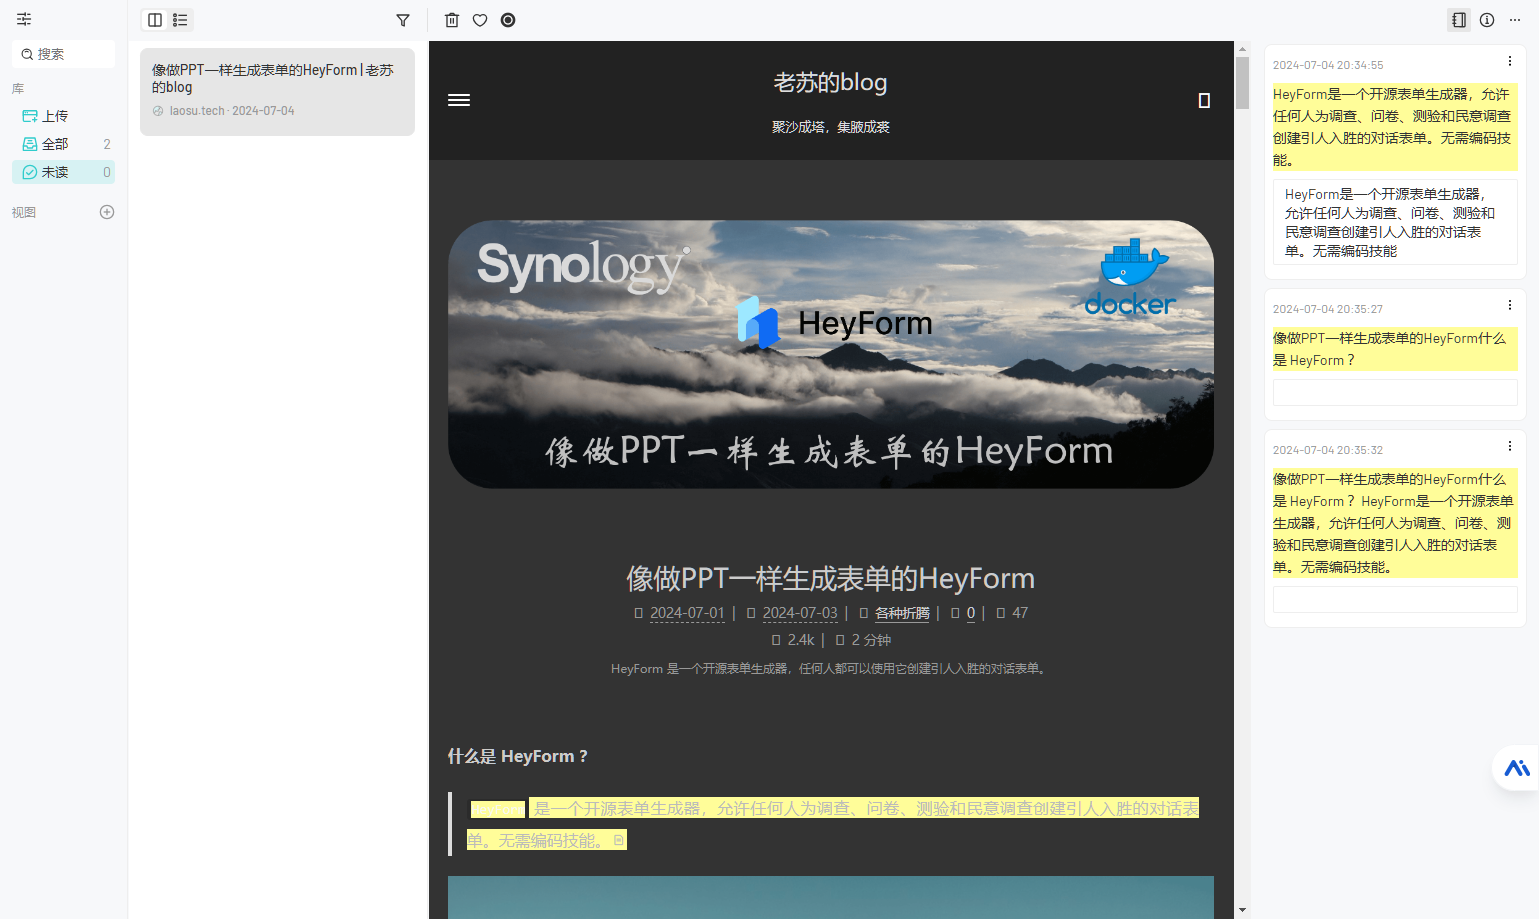 搜索
库
上传
全部 2
未读 0
视图
像做PPT一样生成表单的HeyForm | 老苏
的blog
laosu.tech · 2024-07-04
老苏的blog
聚沙成塔，集腋成裘
Synology
docker
HeyForm
像做PPT一样生成表单的HeyForm
像做PPT一样生成表单的HeyForm
2024-07-01 | 2024-07-03 | 各种折腾 | 0 | 47
2.4k | 2 分钟
HeyForm 是一个开源表单生成器，任何人都可以使用它创建引人入胜的对话表单。
什么是 HeyForm ?
是一个开源表单生成器，允许任何人为调查、问卷、测验和民意调查创建引人入胜的对话表
单。无需编码技能。
2024-07-04 20:34:55
HeyForm是一个开源表单生成器，允许
任何人为调查、问卷、测验和民意调查
创建引人入胜的对话表单。无需编码技
能。
HeyForm是一个开源表单生成器，
允许任何人为调查、问卷、测验和
民意调查创建引人入胜的对话表
单。无需编码技能
2024-07-04 20:35:27
像做PPT一样生成表单的HeyForm什么
是 HeyForm ?
2024-07-04 20:35:32
像做PPT一样生成表单的HeyForm什么
是 HeyForm ? HeyForm是一个开源表单
生成器，允许任何人为调查、问卷、测
验和民意调查创建引人入胜的对话表
单。无需编码技能。